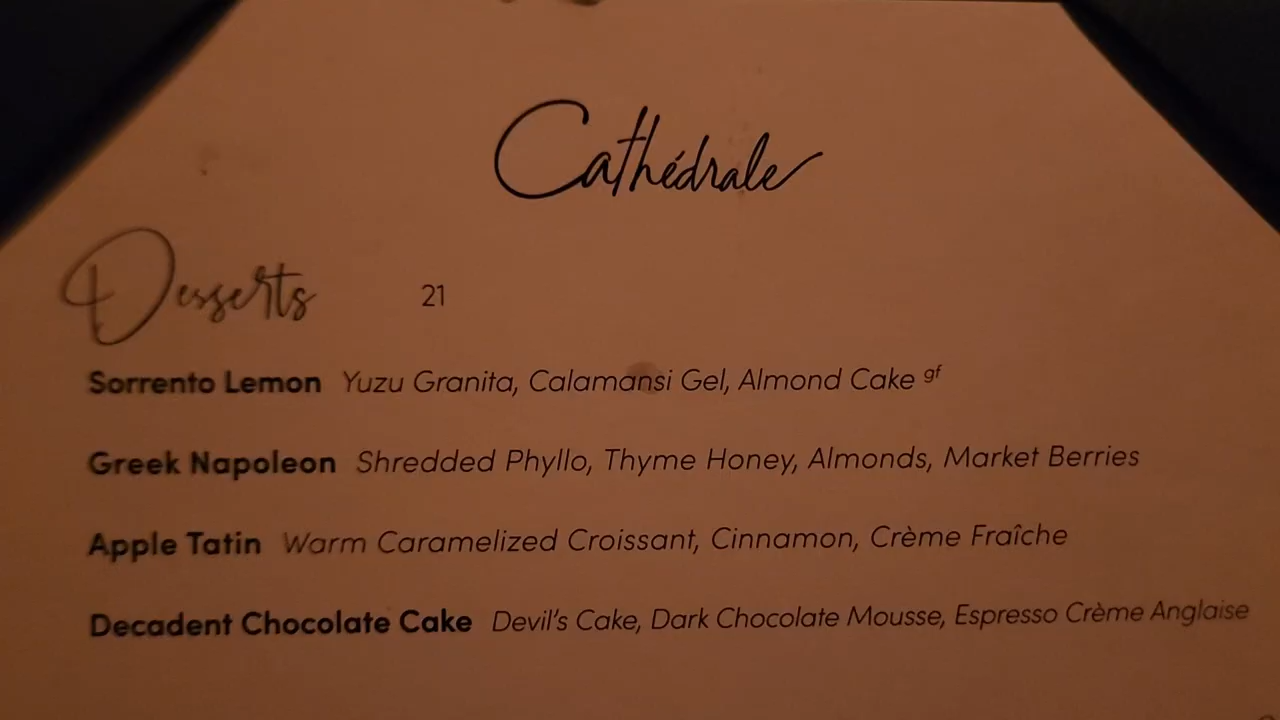 Cathédrale
Desserts 21
Sorrento Lemon Yuzu Granita, Calamansi Gel, Almond Cake gf
Greek Napoleon Shredded Phyllo, Thyme Honey, Almonds, Market Berries
Apple Tatin Warm Caramelized Croissant, Cinnamon, Crème Fraîche
Decadent Chocolate Cake Devil's Cake, Dark Chocolate Mousse, Espresso Crème Anglaise